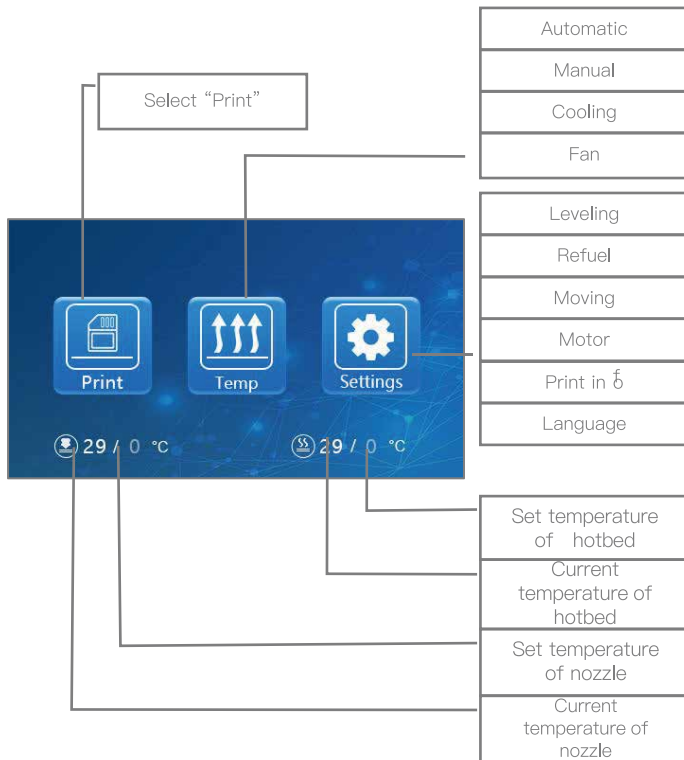 Select “Print”
Automatic
Manual
Cooling
Fan
Leveling
Refuel
Moving
Motor
Print in
Language
Print
Temp
Settings
29 / 0 °C
29 / 0 °C
Set temperature
of hotbed
Current
temperature of
hotbed
Set temperature
of nozzle
Current
temperature of
nozzle